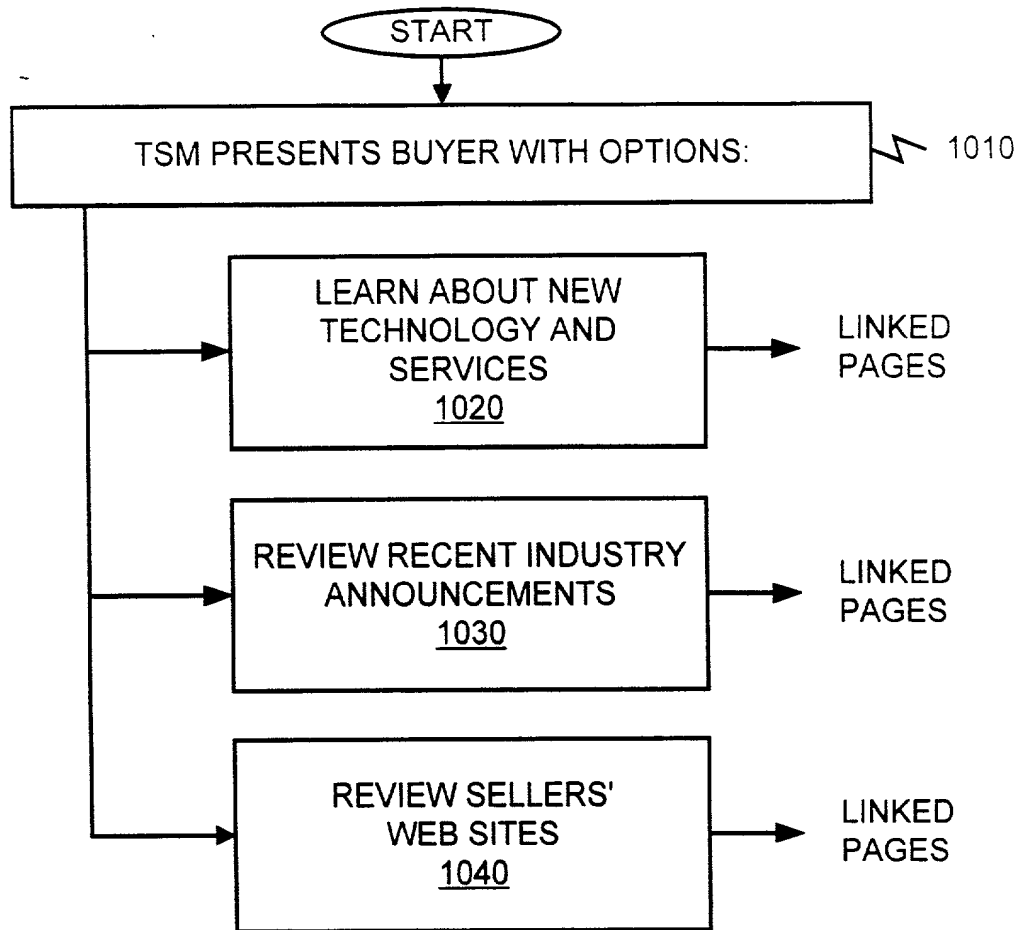 START
TSM PRESENTS BUYER WITH OPTIONS:
1010
LEARN ABOUT NEW
TECHNOLOGY AND
SERVICES
1020
LINKED
PAGES
REVIEW RECENT INDUSTRY
ANNOUNCEMENTS
1030
LINKED
PAGES
REVIEW SELLERS'
WEB SITES
1040
LINKED
PAGES